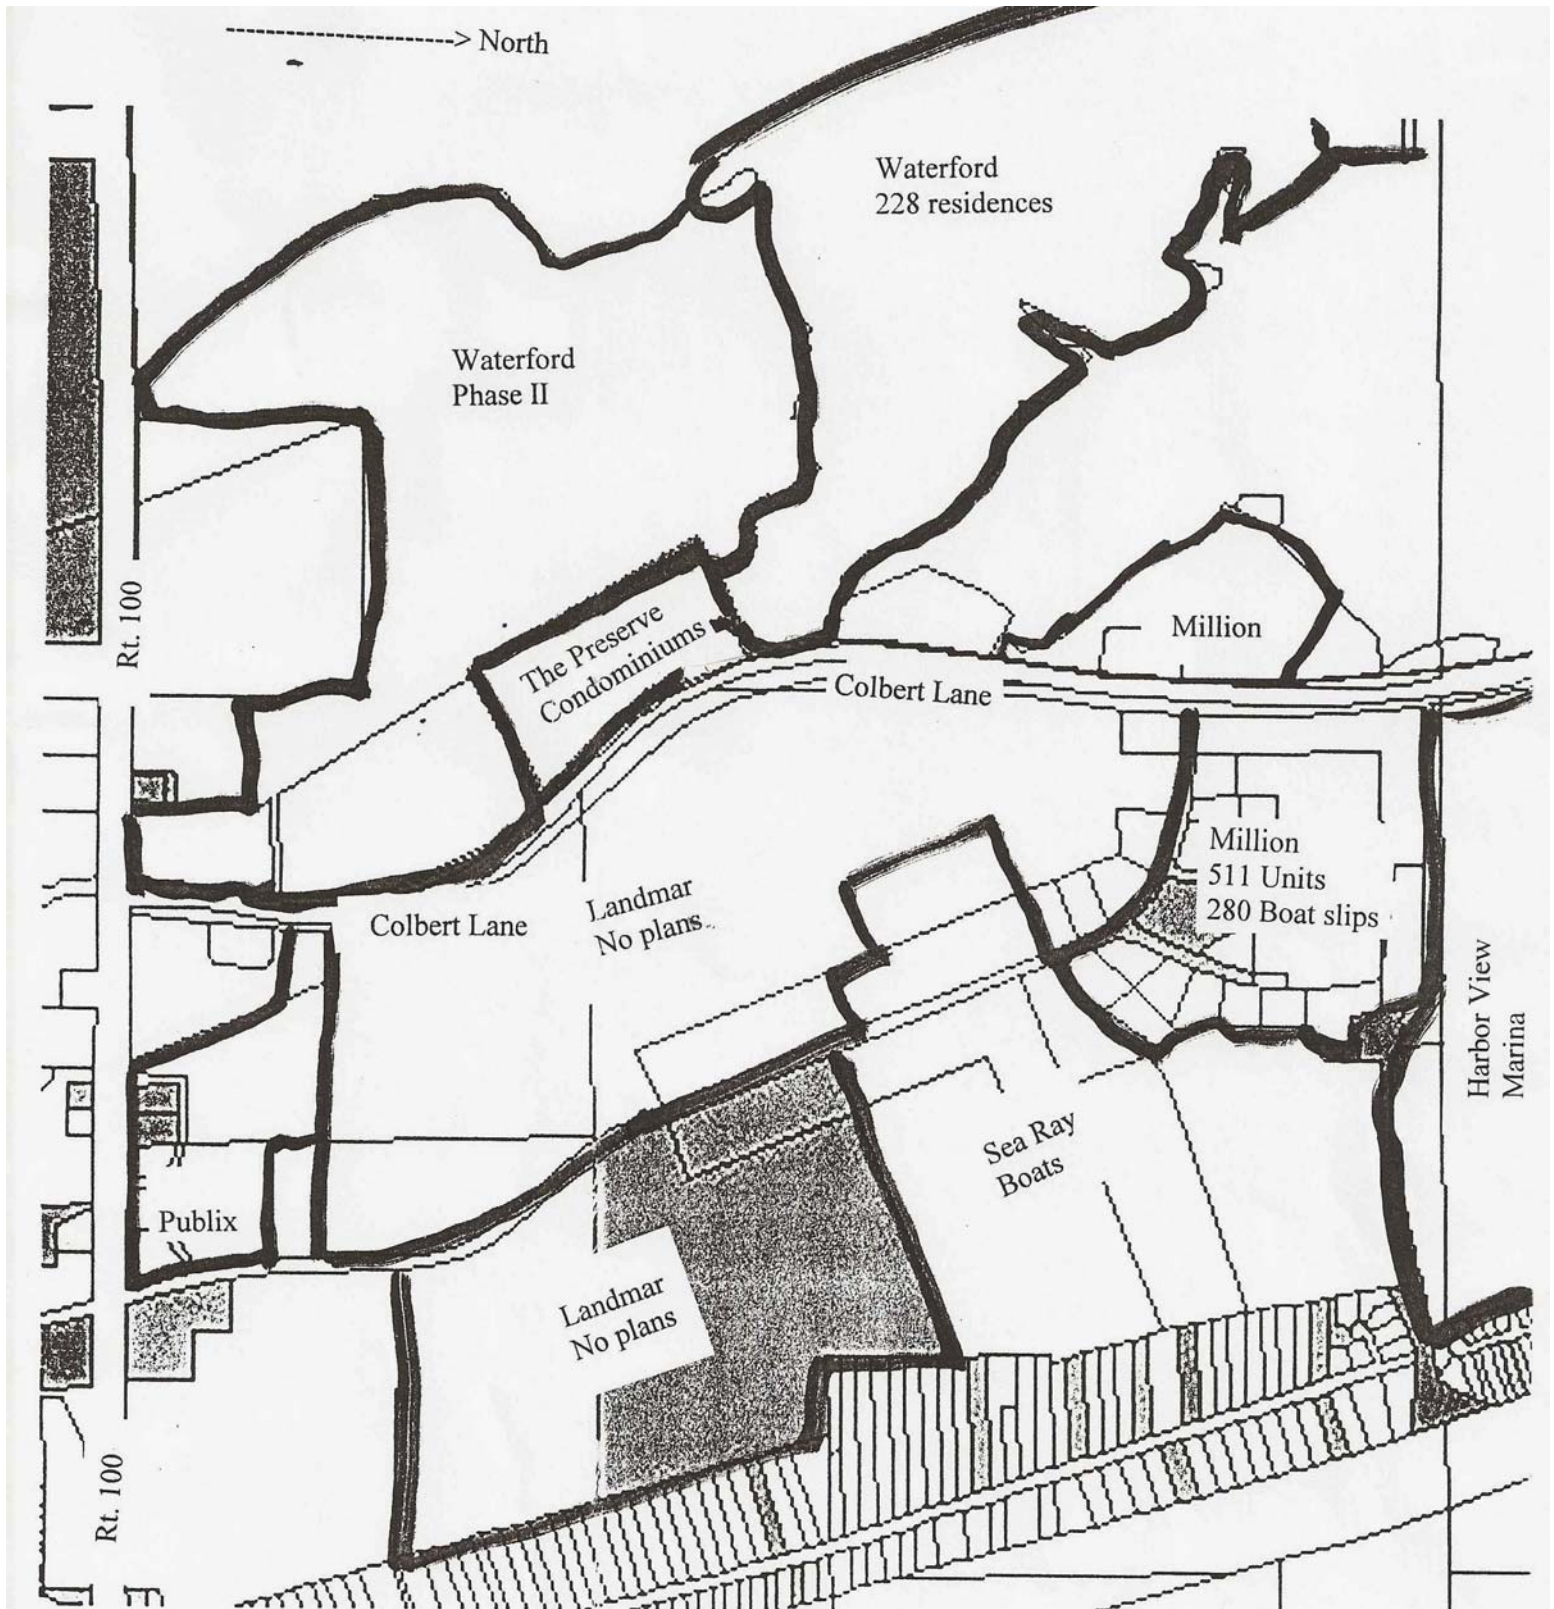 ----------> North
Waterford
228 residences
Waterford
Phase II
Rt. 100
The Preserve
Condominiums
Million
Colbert Lane
Million
511 Units
280 Boat slips
Landmar
No plans
Colbert Lane
Harbor View
Marina
Sea Ray
Boats
Publix
Landmar
No plans
Rt. 100